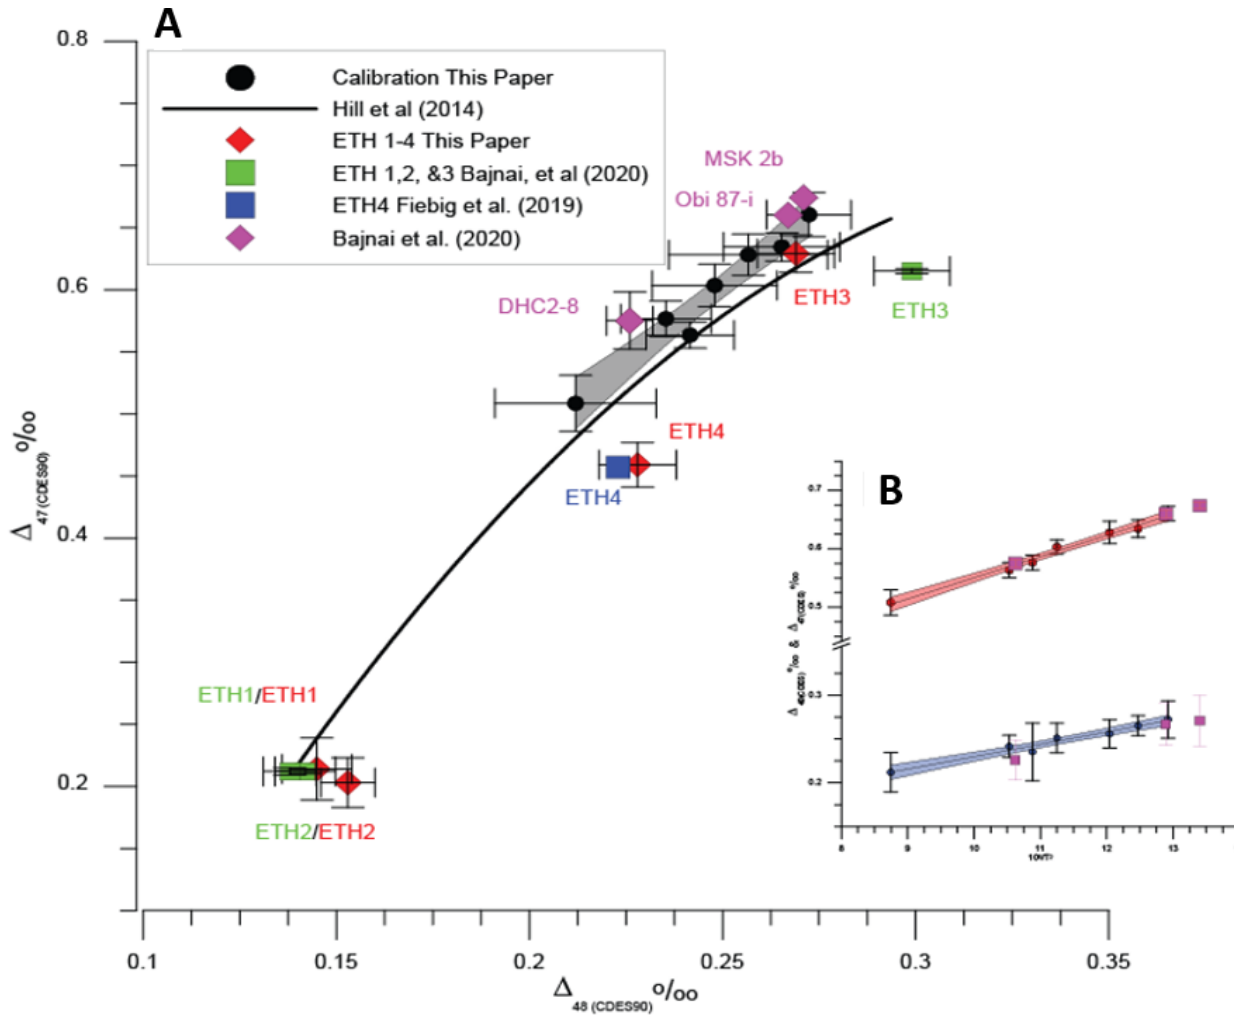 A
0.8
Calibration This Paper
Hill et al (2014)
ETH 1-4 This Paper
ETH 1,2, &3 Bajnai, et al (2020)
ETH4 Fiebig et al. (2019)
Bajnai et al. (2020)
MSK 2b
Obi 87-i
0.6
ETH3
ETH3
DHC2-8
ETH4
ETH4
Δ47 (CDES90)º/oo
0.4
ETH1/ETH1
0.2
ETH2/ETH2
B
0.7
0.6
0.5
0.3
0.2
8 9 10 11 12 13
0.1 0.15 0.2 0.25 0.3 0.35
Δ48 (CDES90)º/oo